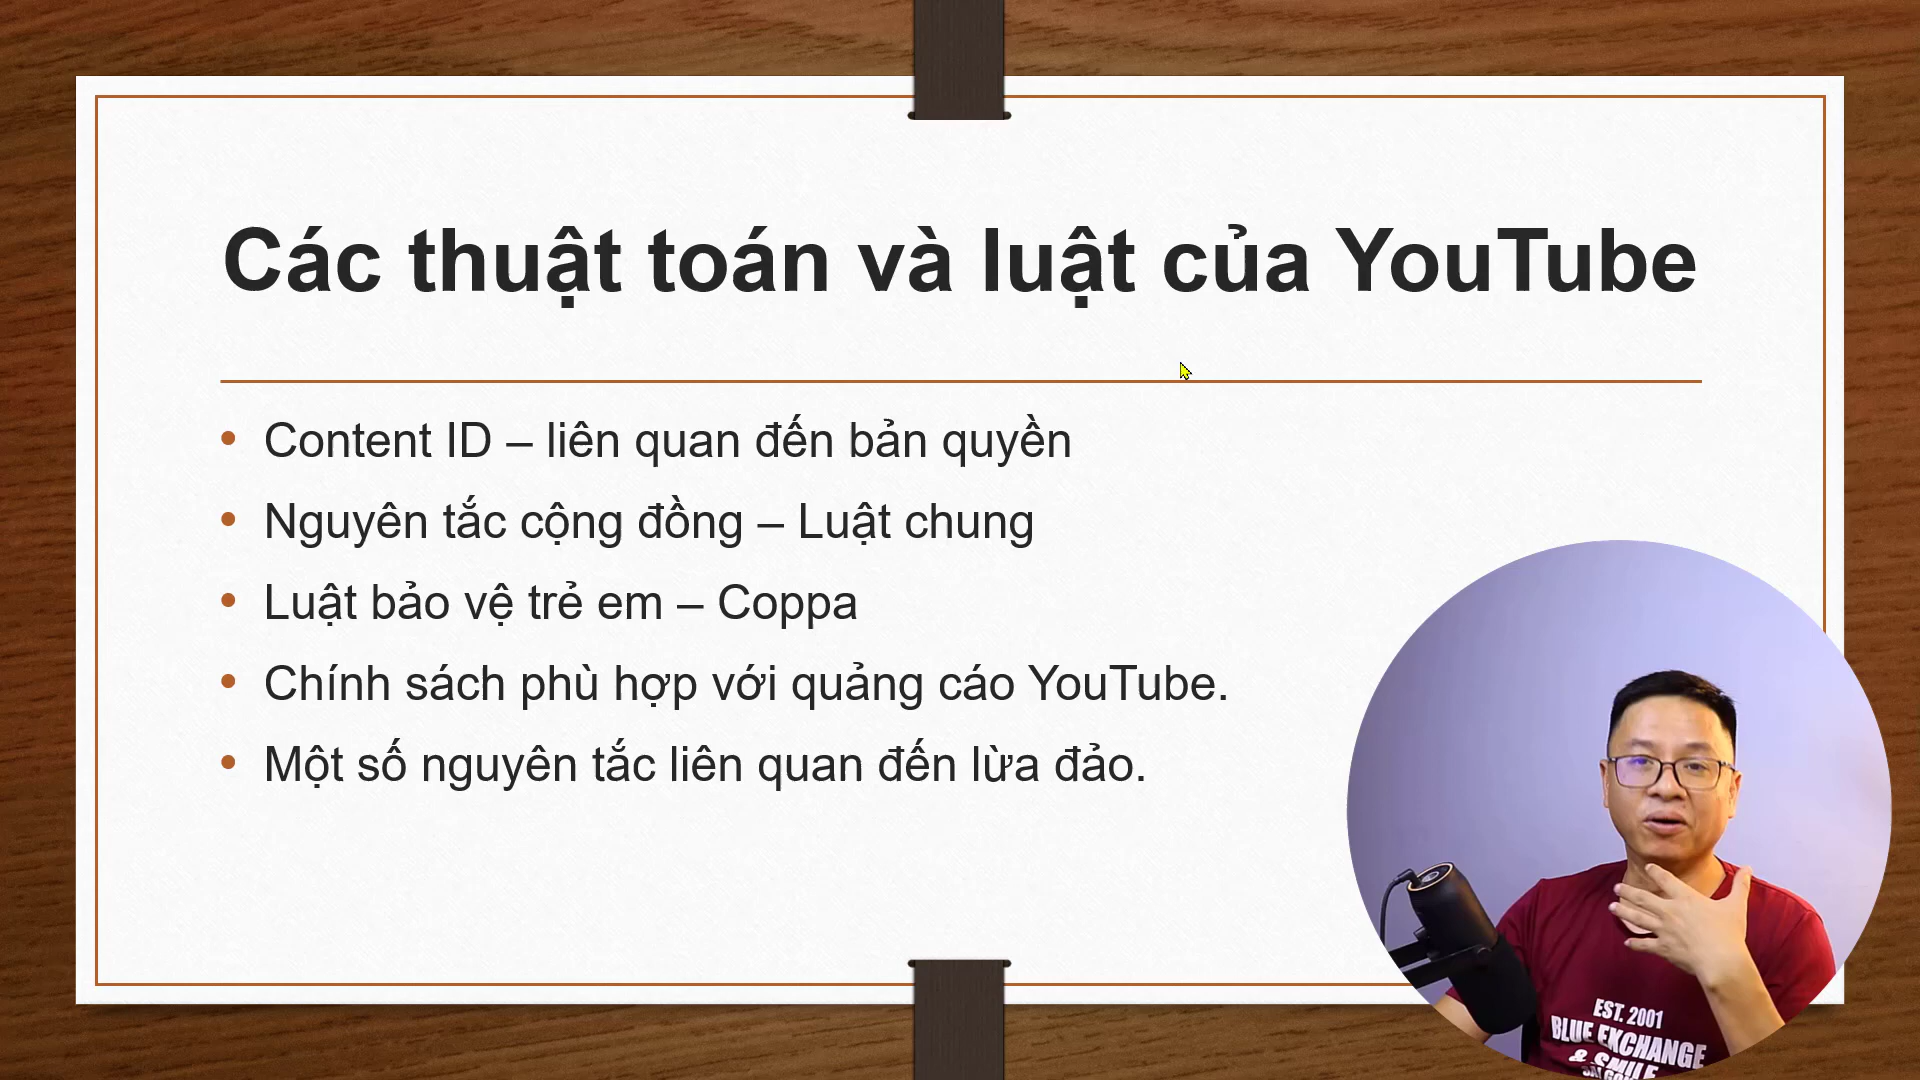 Các thuật toán và luật của YouTube
• Content ID – liên quan đến bản quyền
• Nguyên tắc cộng đồng – Luật chung
• Luật bảo vệ trẻ em – Coppa
• Chính sách phù hợp với quảng cáo YouTube.
• Một số nguyên tắc liên quan đến lừa đảo.
EST. 2001
BLUE EXCHANGE
& SMILE